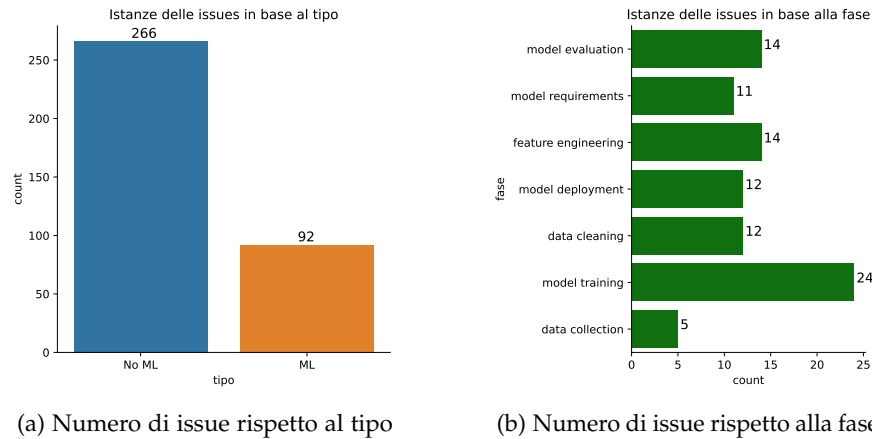 Istanze delle issues in base al tipo
266
92
250
200
150
100
50
0
count
No ML
ML
tipo
(a) Numero di issue rispetto al tipo
Istanze delle issues in base alla fase
model evaluation
14
model requirements
11
feature engineering
14
model deployment
12
data cleaning
12
model training
24
data collection
5
fase
0 5 10 15 20 25
count
(b) Numero di issue rispetto alla fase